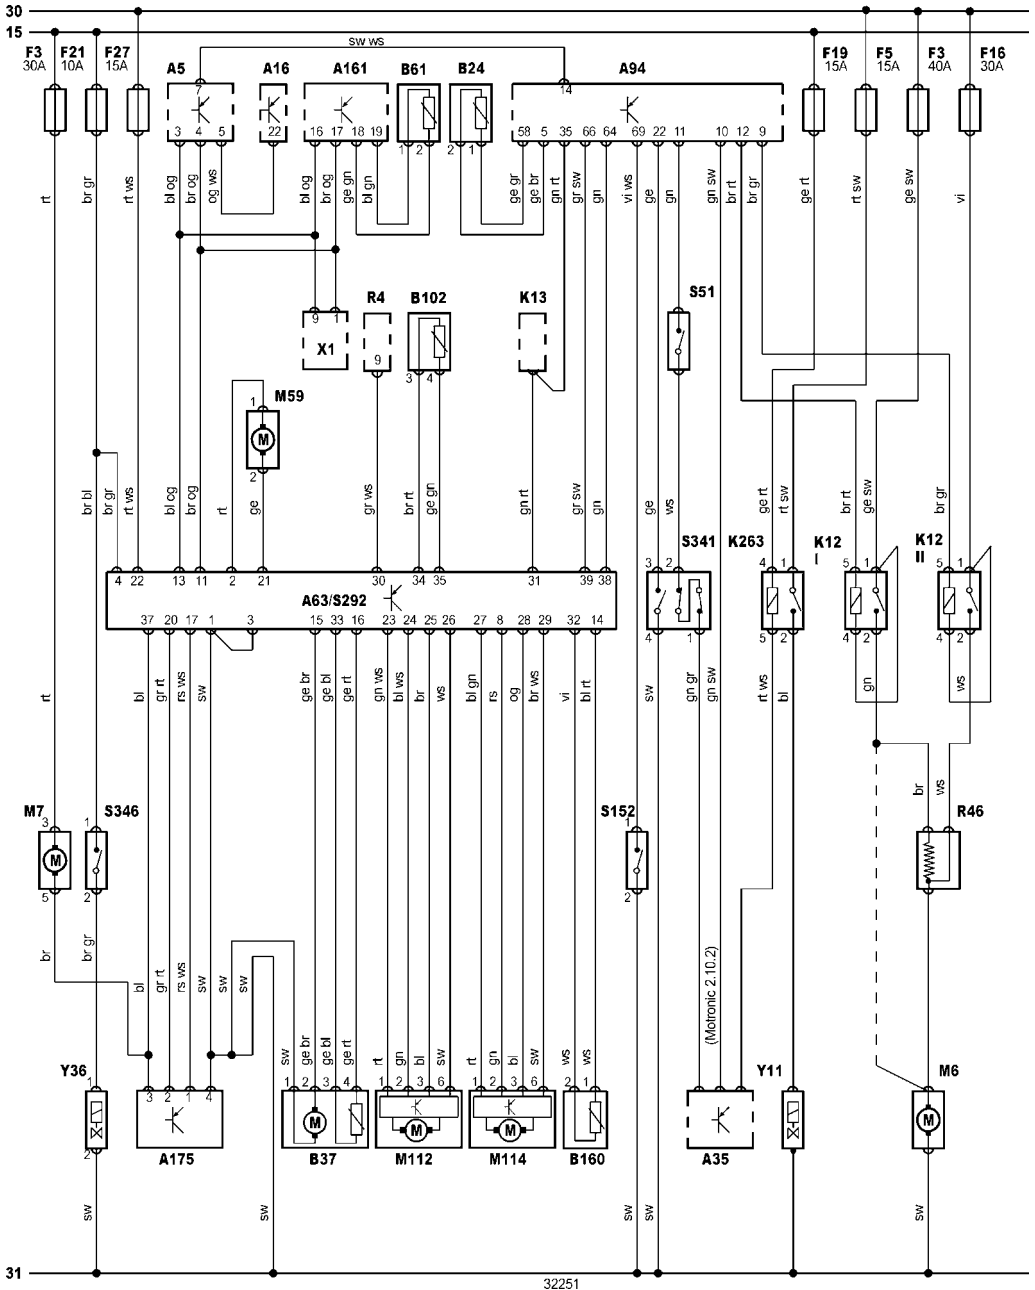 30
15
F3 F21 F27 A5 A16 A161 B61 B24 A94 F19 F5 F3 F16
30A 10A 15A 15A 15A 40A 30A
sw ws
7 14
3 4 5 22 16 17 18 19 58 5 35 66 64 69 22 11 10 12 9
1 2 2 1
rt br gr rt ws bl og br og og ws bl og br og ge gn bl gn ge gr ge br gn rt gr sw gn vi ws ge gn gn sw br rt br gr ge rt rt sw ge sw vi
R4 B102 K13 S51
9 1
X1
9
3 4
M59
1
M
2
br bl br gr rt ws bl og br og rt ge gr ws br rt ge gn gn rt gr sw gn ge ws ge rt rt sw br rt ge sw br gr
S341 K263 K12 I K12 II
3 2 4 1 5 1 5 1
4 22 13 11 2 21 30 34 35 31 39 38
A63/S292
37 20 17 1 3 15 33 16 23 24 25 26 27 8 28 29 32 14
4 1 5 2 4 2 4 2
rt bl gr rt rs ws sw ge br ge bl ge rt gn ws bl ws br ws bl gn rs og br ws vi bl rt sw gn gr gn sw rt ws bl gn ws
br ws
M7 S346 S152 R46
3 1 1
M
5 2 2
br br gr bl gr rt rs ws sw sw sw
(Motronic 2.10.2)
sw ge br ge bl ge rt rt gn bl sw rt gn bl sw ws ws
Y36 Y11 M6
1 3 2 1 4 1 2 3 4 1 2 3 6 1 2 3 6 2 1
M M M M
2
A175 B37 M112 M114 B160 A35
sw sw sw sw sw
31
32251